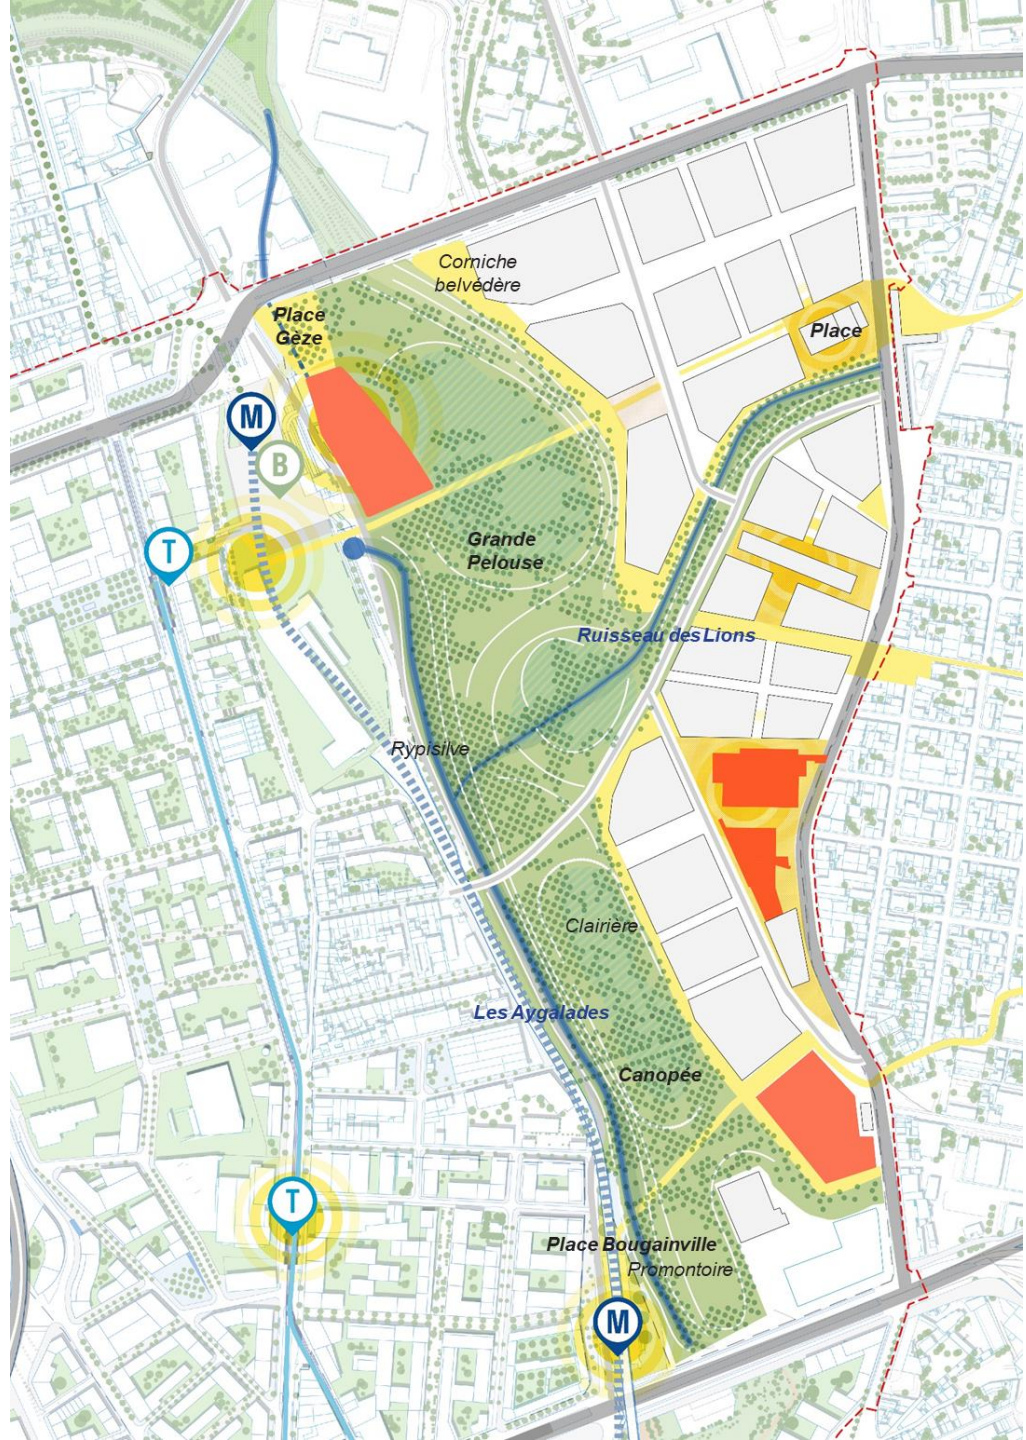 Corniche
belvédère
Place
Gèze
Place
M
B
Grande
Pelouse
T
Ruisseau des Lions
Rypisilve
Clairière
Les Aygalades
Canopée
T
Place Bougainville
Promontoire
M